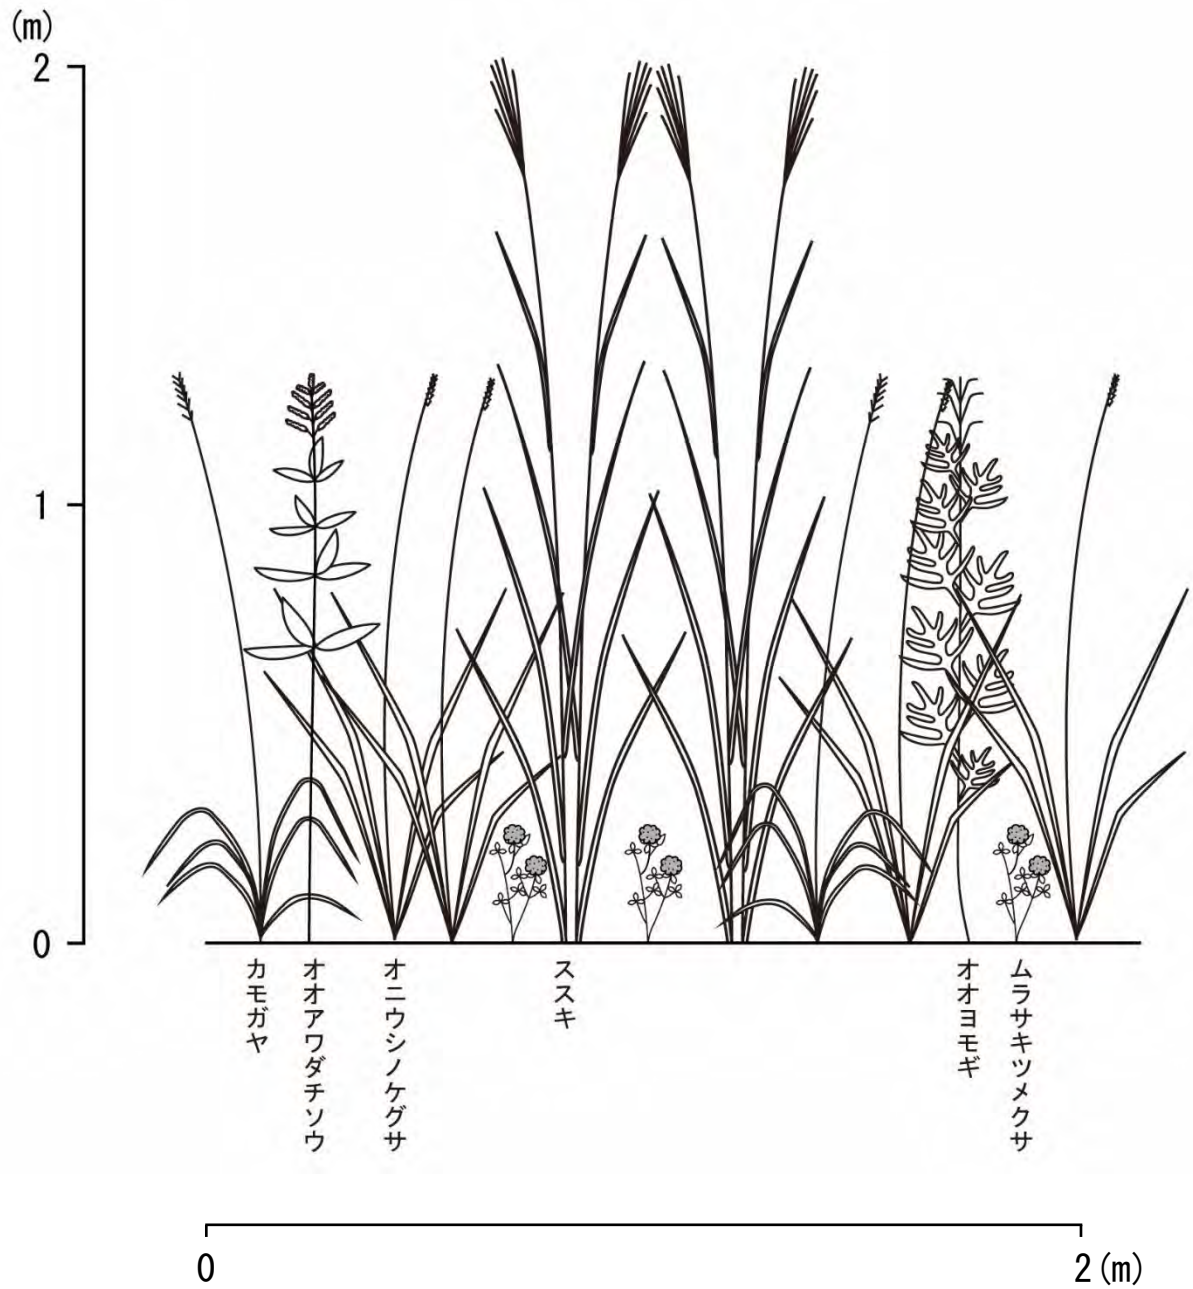 (m)
2
1
0
カモガヤ
オオアワダチソウ
オニウシノケグサ
ススキ
オオヨモギ
ムラサキツメクサ
0
2(m)